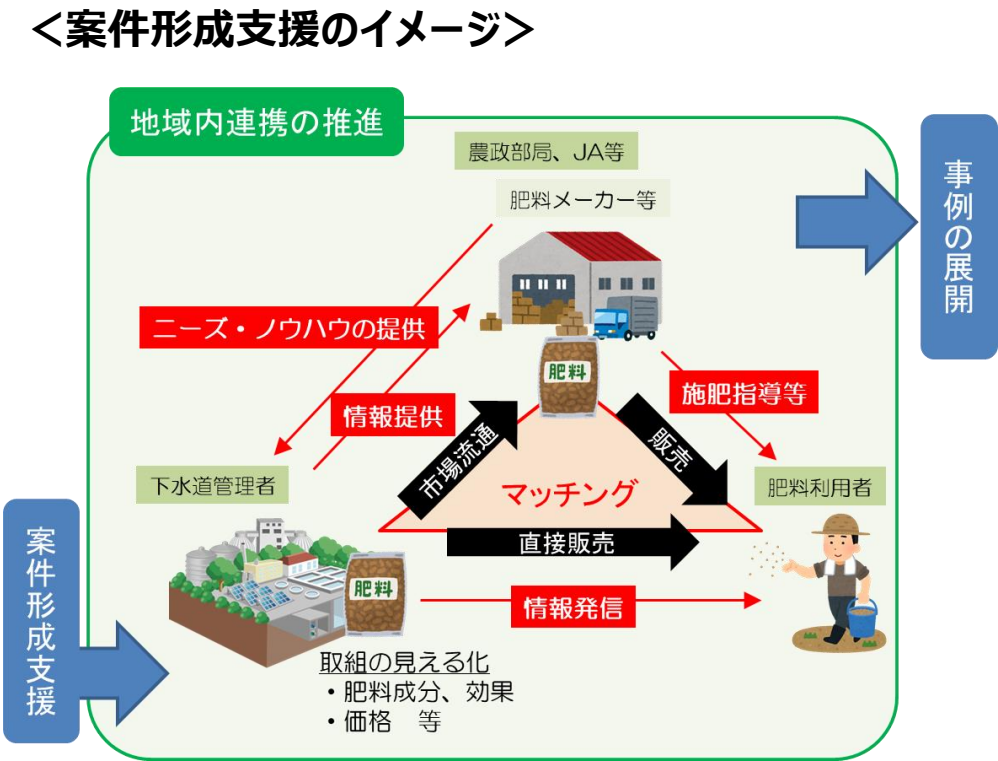 ＜案件形成支援のイメージ＞
地域内連携の推進
農政部局、JA等
肥料メーカー等
事例の展開
ニーズ・ノウハウの提供
情報提供
肥料
施肥指導等
市場流通
販売
マッチング
下水道管理者
肥料利用者
直接販売
案件形成支援
肥料
情報発信
取組の見える化
・肥料成分、効果
・価格　等